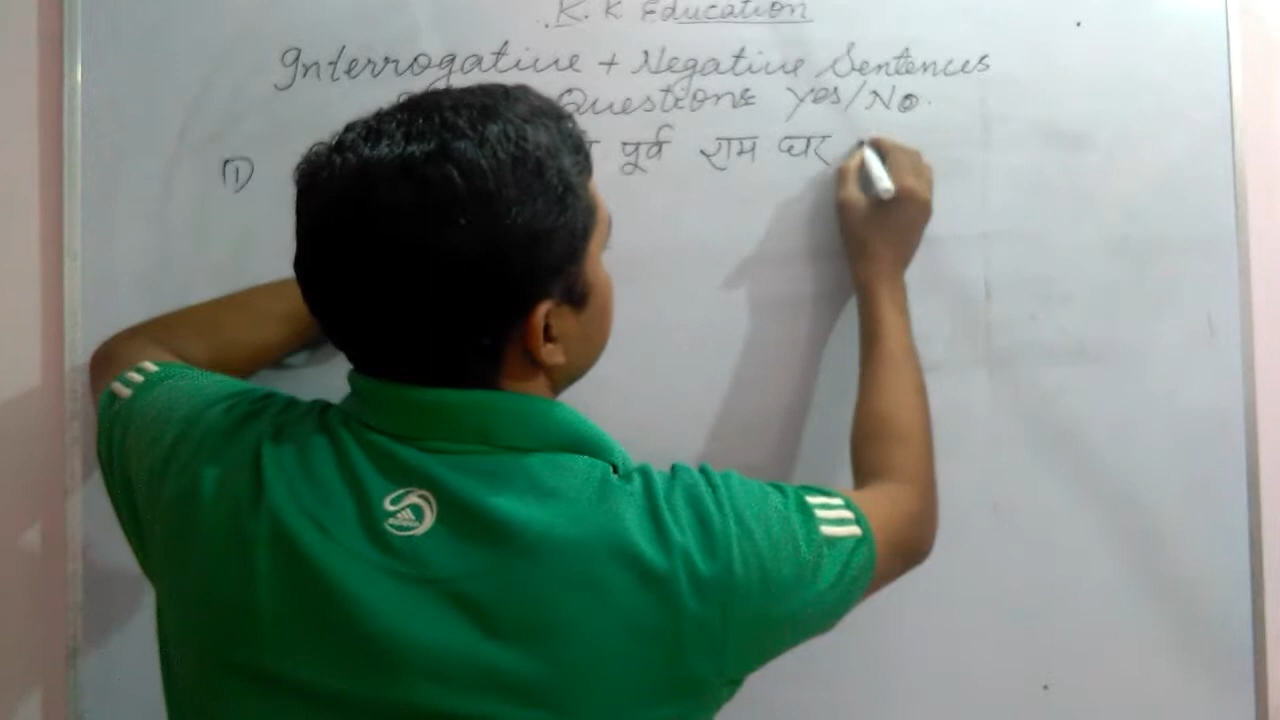 K. K Education
Interrogative + Negative Sentences
Questions Yes/No.
① पूर्व राम घर